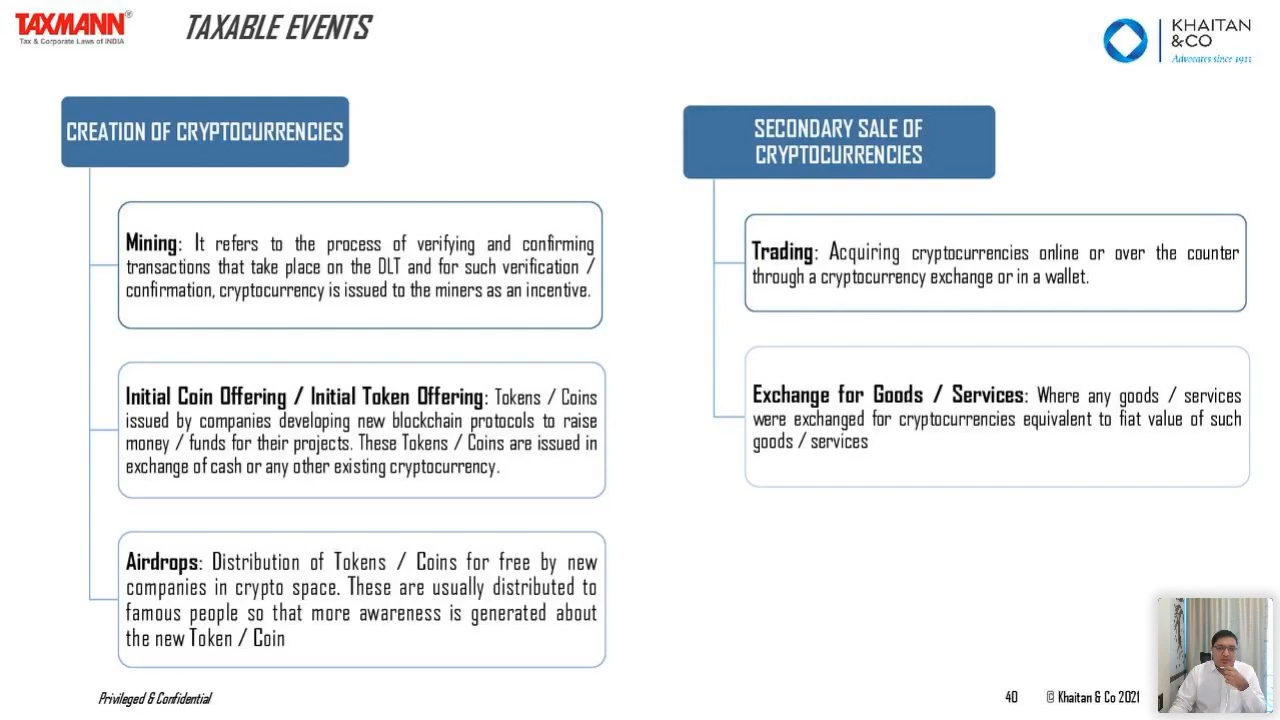 TAXMANN®
Tax & Corporate Laws of INDIA
TAXABLE EVENTS
KHAITAN
&CO
Advocates since 1911
CREATION OF CRYPTOCURRENCIES
Mining: It refers to the process of verifying and confirming
transactions that take place on the DLT and for such verification /
confirmation, cryptocurrency is issued to the miners as an incentive.
Initial Coin Offering / Initial Token Offering: Tokens / Coins
issued by companies developing new blockchain protocols to raise
money / funds for their projects. These Tokens / Coins are issued in
exchange of cash or any other existing cryptocurrency.
Airdrops: Distribution of Tokens / Coins for free by new
companies in crypto space. These are usually distributed to
famous people so that more awareness is generated about
the new Token / Coin
SECONDARY SALE OF
CRYPTOCURRENCIES
Trading: Acquiring cryptocurrencies online or over the counter
through a cryptocurrency exchange or in a wallet.
Exchange for Goods / Services: Where any goods / services
were exchanged for cryptocurrencies equivalent to fiat value of such
goods / services
Privileged & Confidential
40
© Khaitan & Co 2021